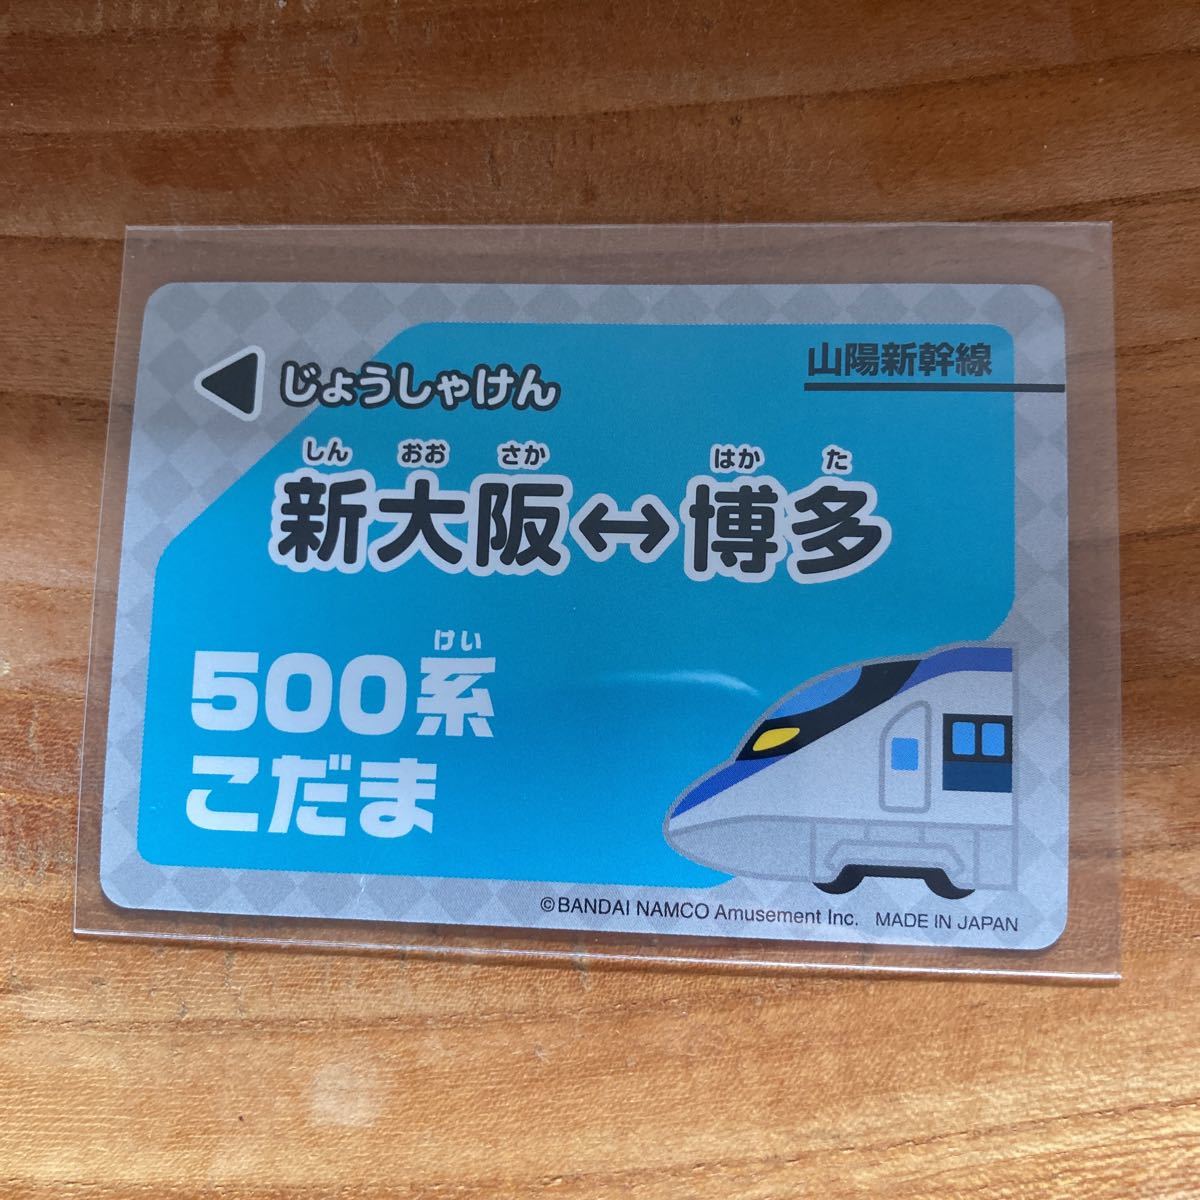 じょうしゃけん
山陽新幹線
しん おお さか はか た
新大阪↔博多
けい
500系
こだま
©BANDAI NAMCO Amusement Inc. MADE IN JAPAN